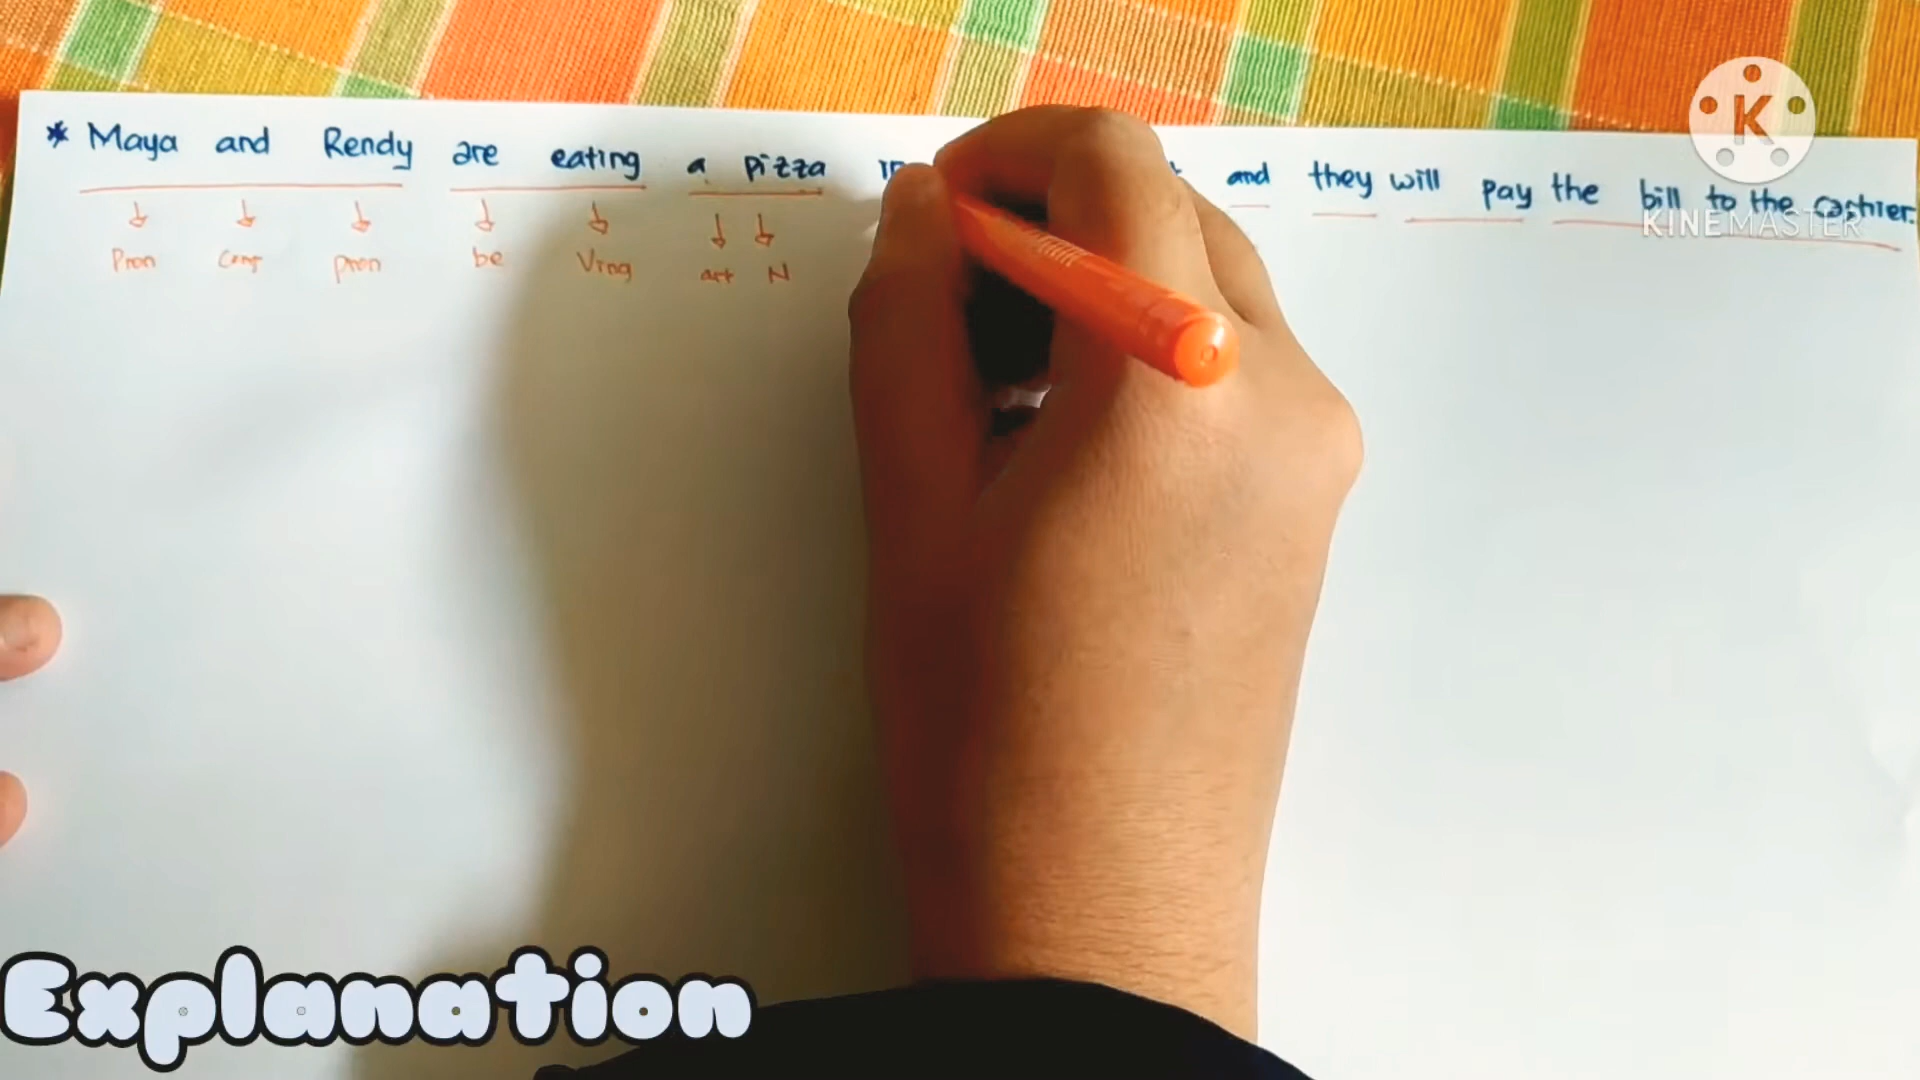 * Maya and Rendy are eating a pizza and they will pay the bill to the cashier.
Pron Conj pron be Ving art N
K
KINEMASTER
Explanation